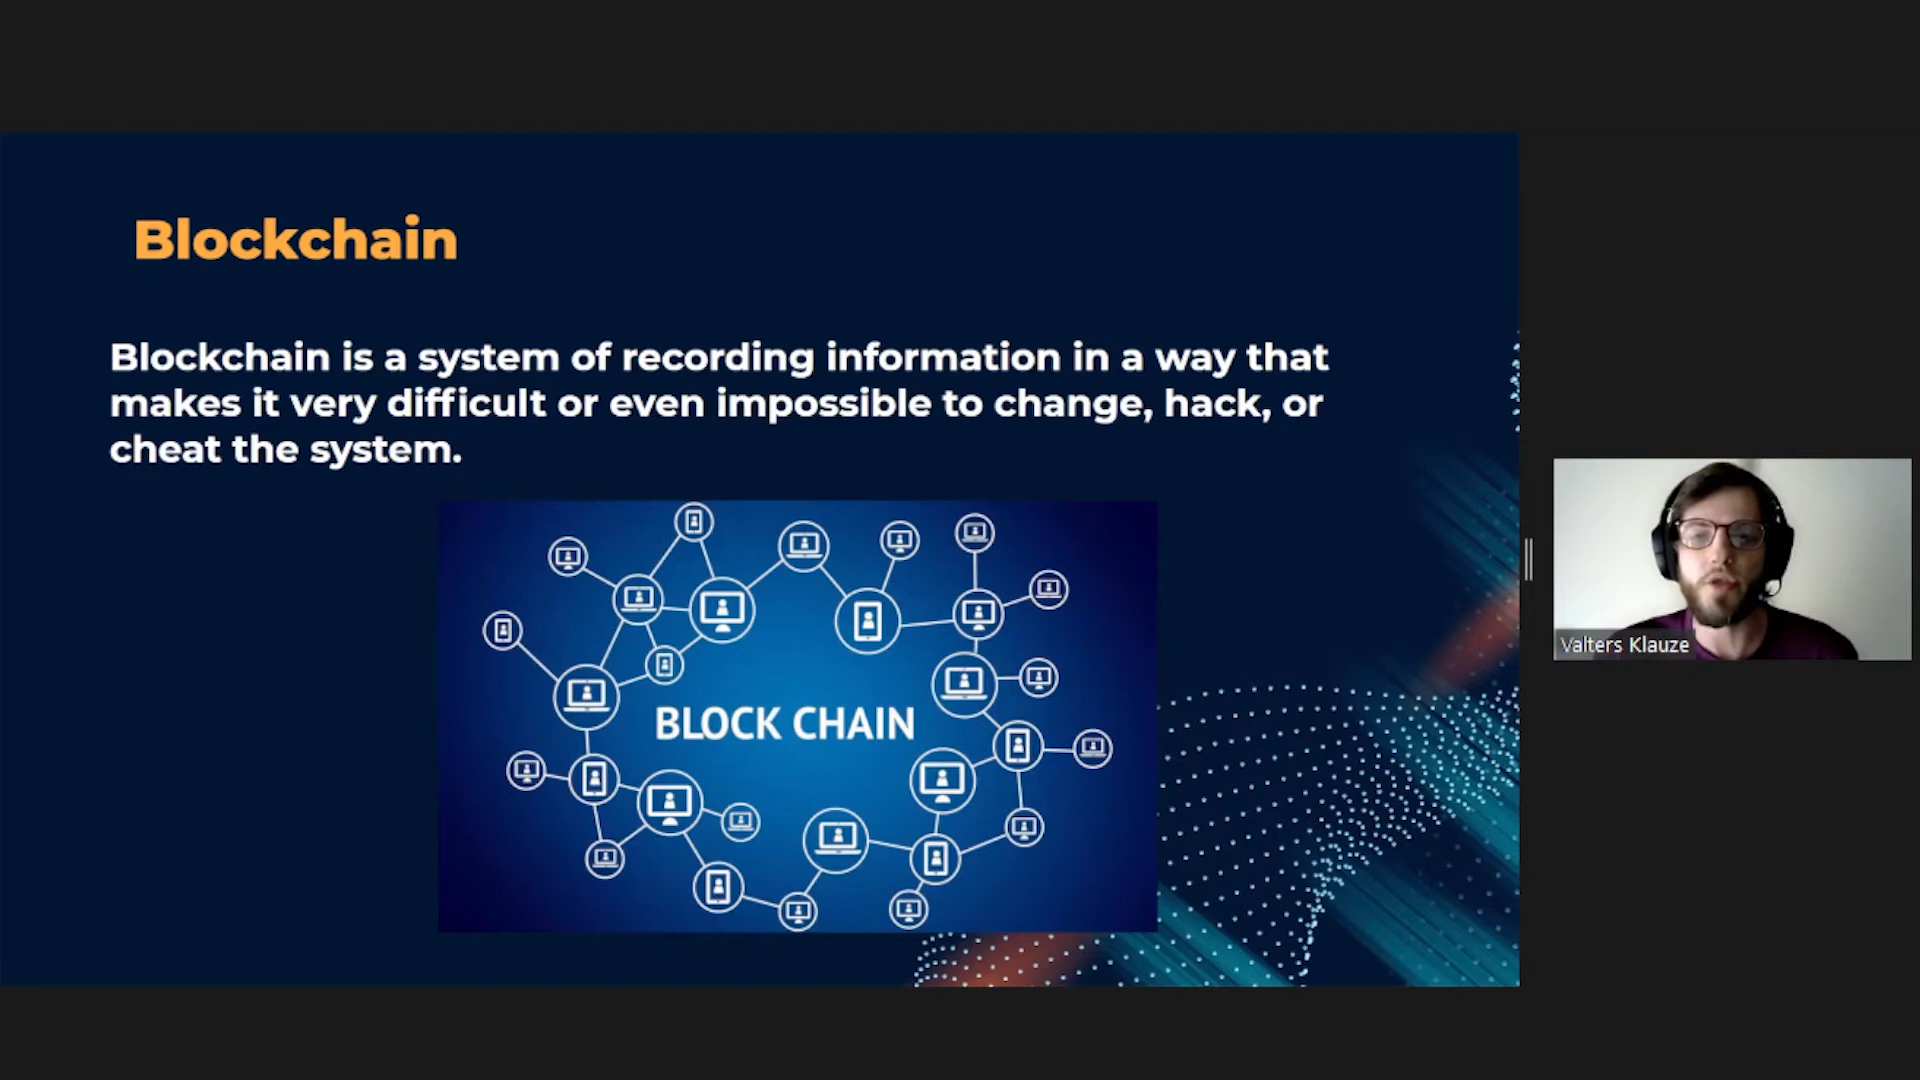 Blockchain
Blockchain is a system of recording information in a way that
makes it very difficult or even impossible to change, hack, or
cheat the system.
BLOCK CHAIN
Valters Klauze